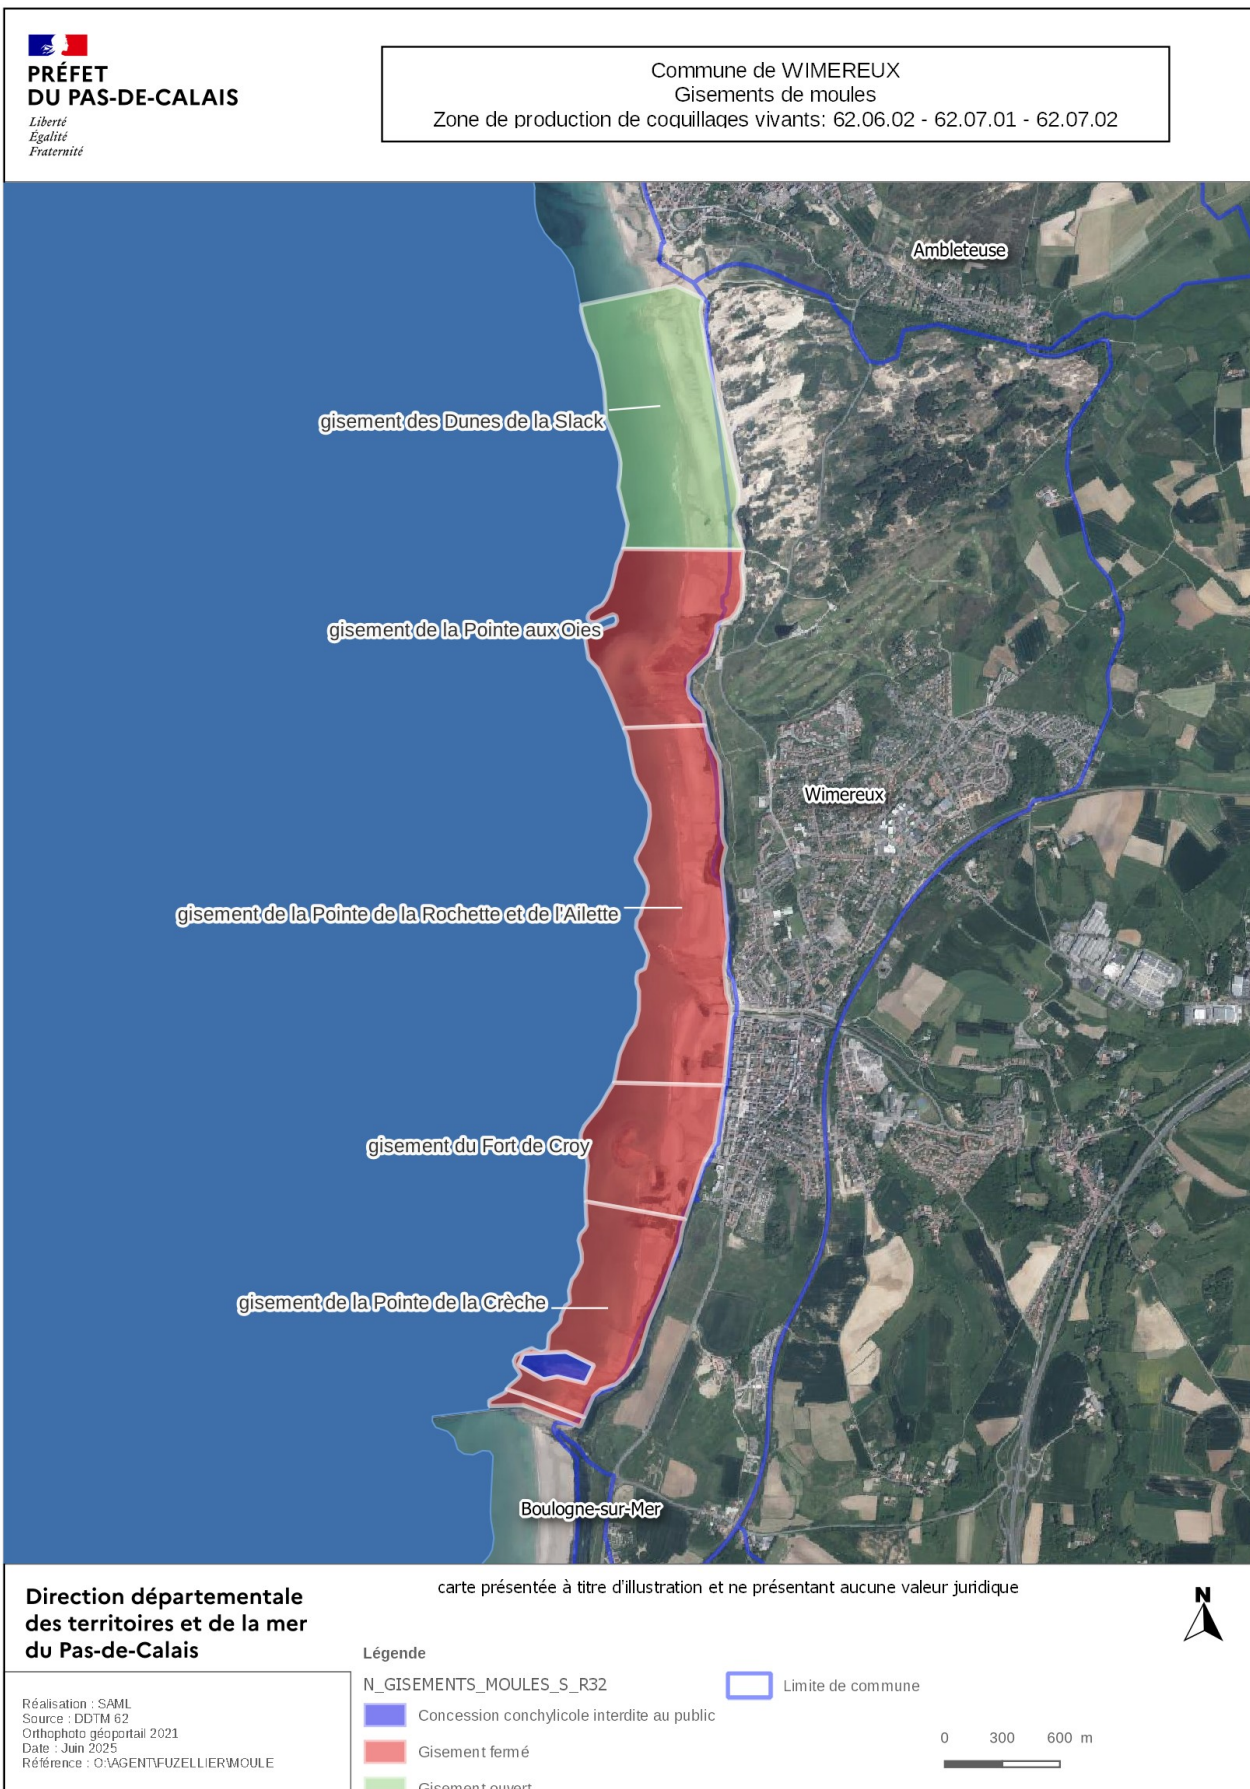 PRÉFET
DU PAS-DE-CALAIS
Liberté
Égalité
Fraternité
Commune de WIMEREUX
Gisements de moules
Zone de production de coquillages vivants: 62.06.02 - 62.07.01 - 62.07.02
Ambleteuse
gisement des Dunes de la Slack
gisement de la Pointe aux Oies
Wimereux
gisement de la Pointe de la Rochette et de l'Ailette
gisement du Fort de Croy
gisement de la Pointe de la Crèche
Boulogne-sur-Mer
Direction départementale
des territoires et de la mer
du Pas-de-Calais
carte présentée à titre d'illustration et ne présentant aucune valeur juridique
N
Réalisation : SAML
Source : DDTM 62
Orthophoto géoportail 2021
Date : Juin 2025
Référence : O:\AGENT\FUZELLIER\MOULE
Légende
N_GISEMENTS_MOULES_S_R32
Concession conchylicole interdite au public
Gisement fermé
Gisement ouvert
Limite de commune
0 300 600 m